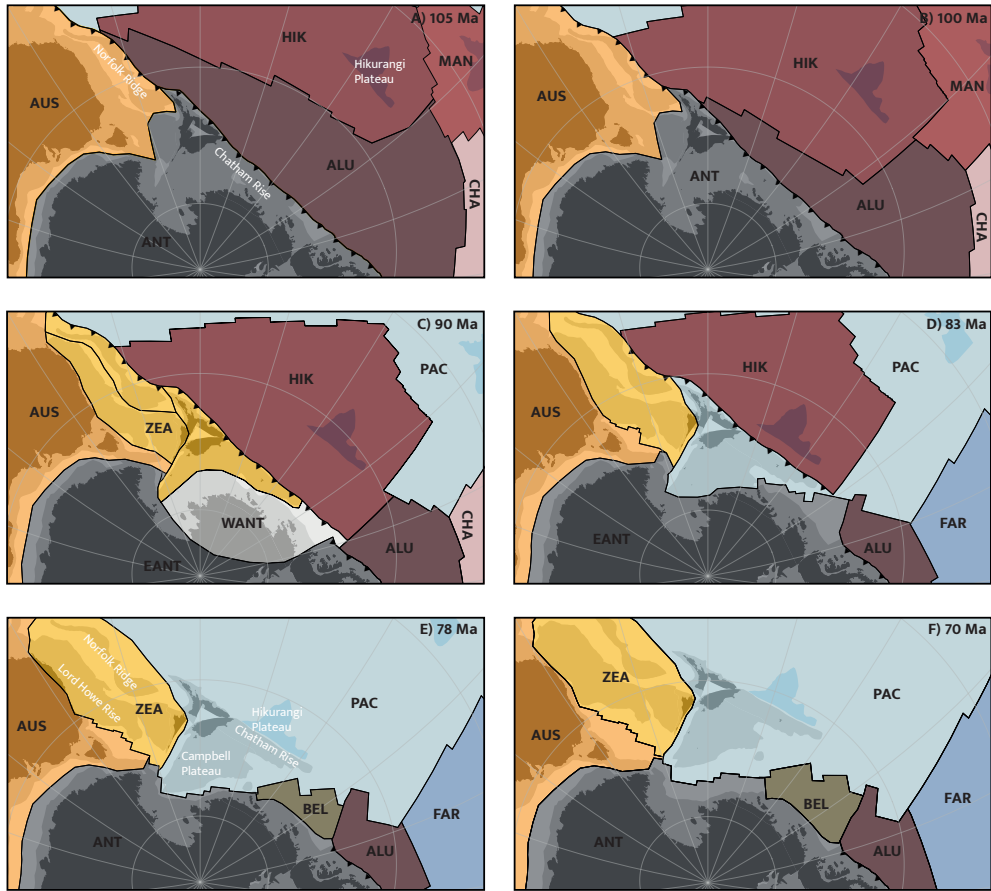 A) 105 Ma
HIK
MAN
Norfolk Ridge
Hikurangi
Plateau
AUS
Chatham Rise
ALU
CHA
ANT
B) 100 Ma
HIK
MAN
AUS
ANT
ALU
CHA
C) 90 Ma
PAC
HIK
AUS
ZEA
WANT
CHA
ALU
EANT
D) 83 Ma
HIK
PAC
AUS
FAR
EANT
ALU
E) 78 Ma
Norfolk Ridge
Lord Howe Rise
ZEA
PAC
AUS
Hikurangi
Plateau
Chatham Rise
Campbell
Plateau
BEL
FAR
ANT
ALU
F) 70 Ma
ZEA
PAC
AUS
BEL
FAR
ANT
ALU